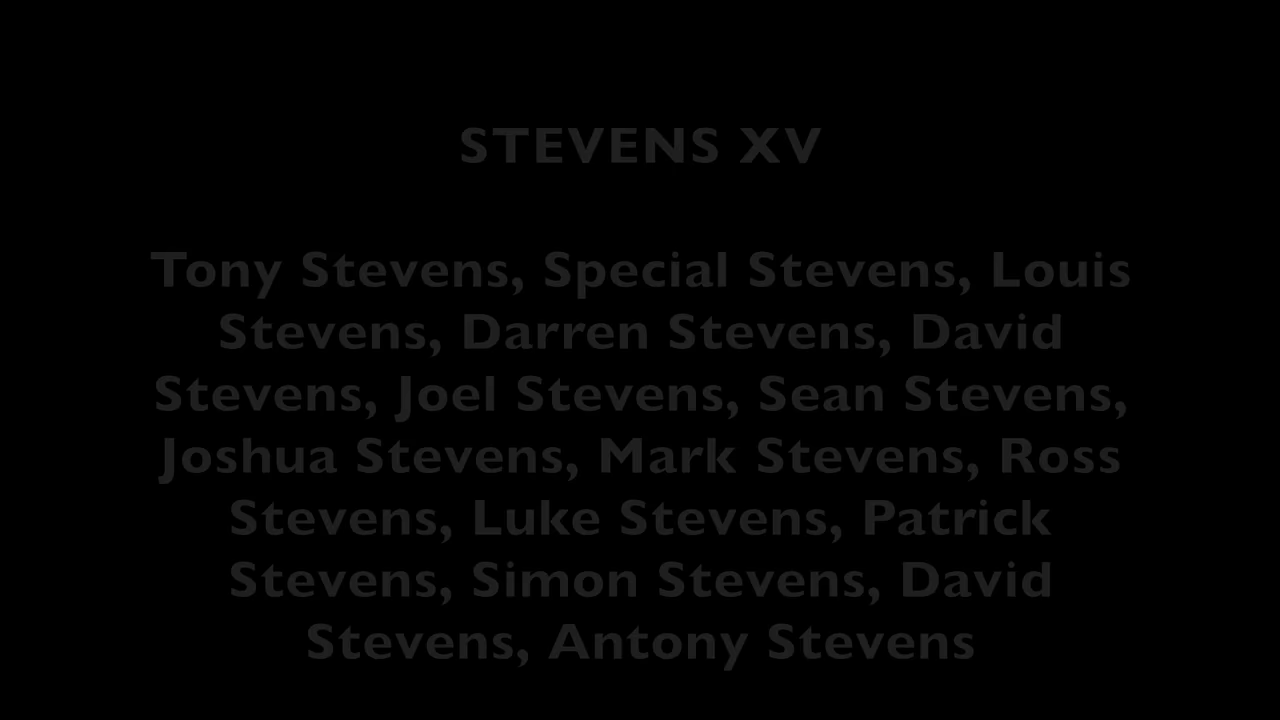 STEVENS XV
Tony Stevens, Special Stevens, Louis
Stevens, Darren Stevens, David
Stevens, Joel Stevens, Sean Stevens,
Joshua Stevens, Mark Stevens, Ross
Stevens, Luke Stevens, Patrick
Stevens, Simon Stevens, David
Stevens, Antony Stevens